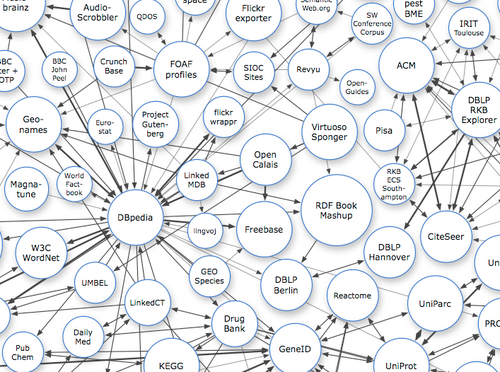 brainz
Audio-
Scrobbler
QDOS
space
Flickr
exporter
Semantic
Web.org
SW
Conference
Corpus
pest
BME
IRIT
Toulouse
BBC
John
Peel
Crunch
Base
FOAF
profiles
SIOC
Sites
Revyu
Open-
Guides
ACM
DBLP
RKB
Explorer
Geo-
names
Euro-
stat
Project
Guten-
berg
flickr
wrappr
Virtuoso
Sponger
Pisa
Magna-
tune
World
Fact-
book
Linked
MDB
Open
Calais
RKB
ECS
South-
ampton
DBpedia
lingvoj
Freebase
RDF Book
Mashup
CiteSeer
W3C
WordNet
DBLP
Hannover
UMBEL
GEO
Species
DBLP
Berlin
Reactome
UniParc
LinkedCT
Drug
Bank
Daily
Med
Pub
Chem
KEGG
GeneID
UniProt